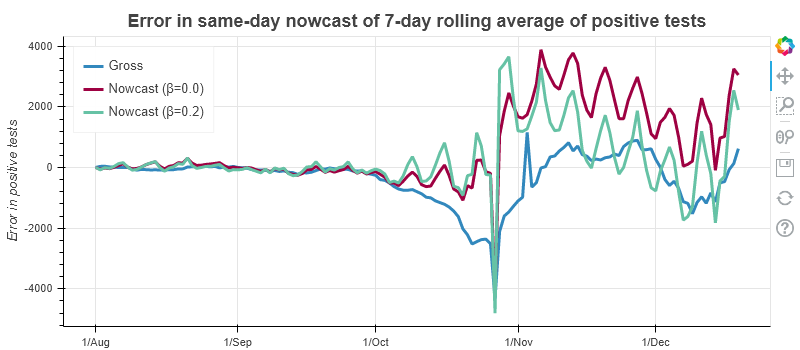 Error in same-day nowcast of 7-day rolling average of positive tests
Error in positive tests
4000
2000
0
-2000
-4000
Gross
Nowcast (β=0.0)
Nowcast (β=0.2)
1/Aug
1/Sep
1/Oct
1/Nov
1/Dec